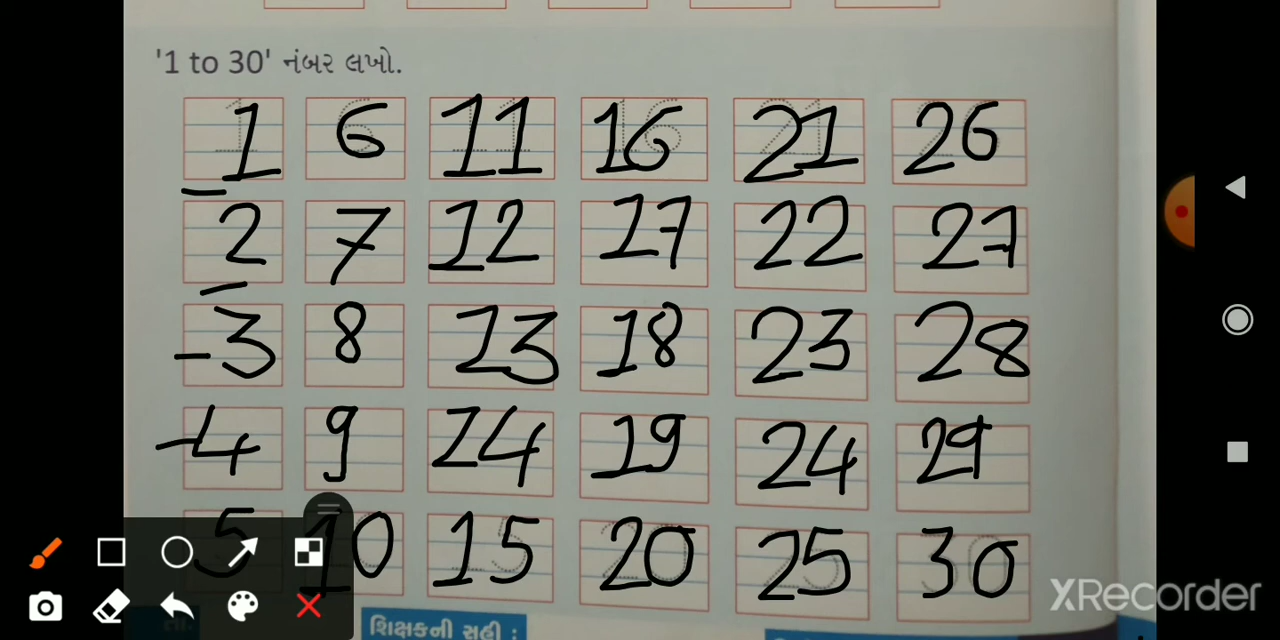 '1 to 30' નંબર લખો.
1 6 11 16 21 26
2 7 12 17 22 27
3 8 13 18 23 28
4 9 14 19 24 29
5 10 15 20 25 30
શિક્ષકની સહી :
XRecorder